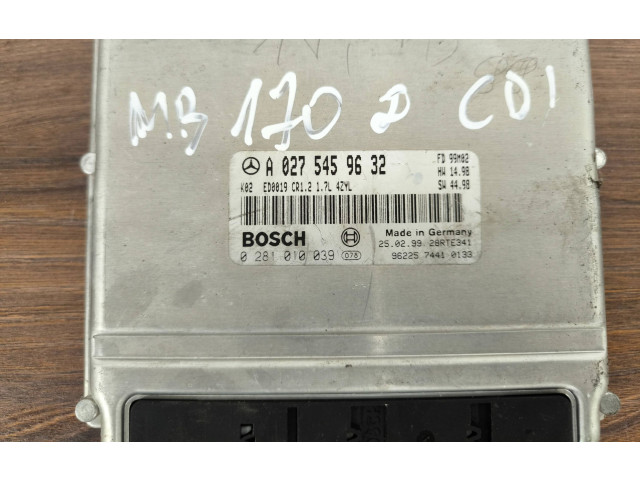 M.B 170 D CDI
A 027 545 96 32
FD 99M02
HW 14.98
K02 ED0019 CR1.2 1.7L 4ZYL
SW 44.98
BOSCH
Made in Germany
25.02.99 28RTE341
0 281 010 039 078
96225 7441 0133